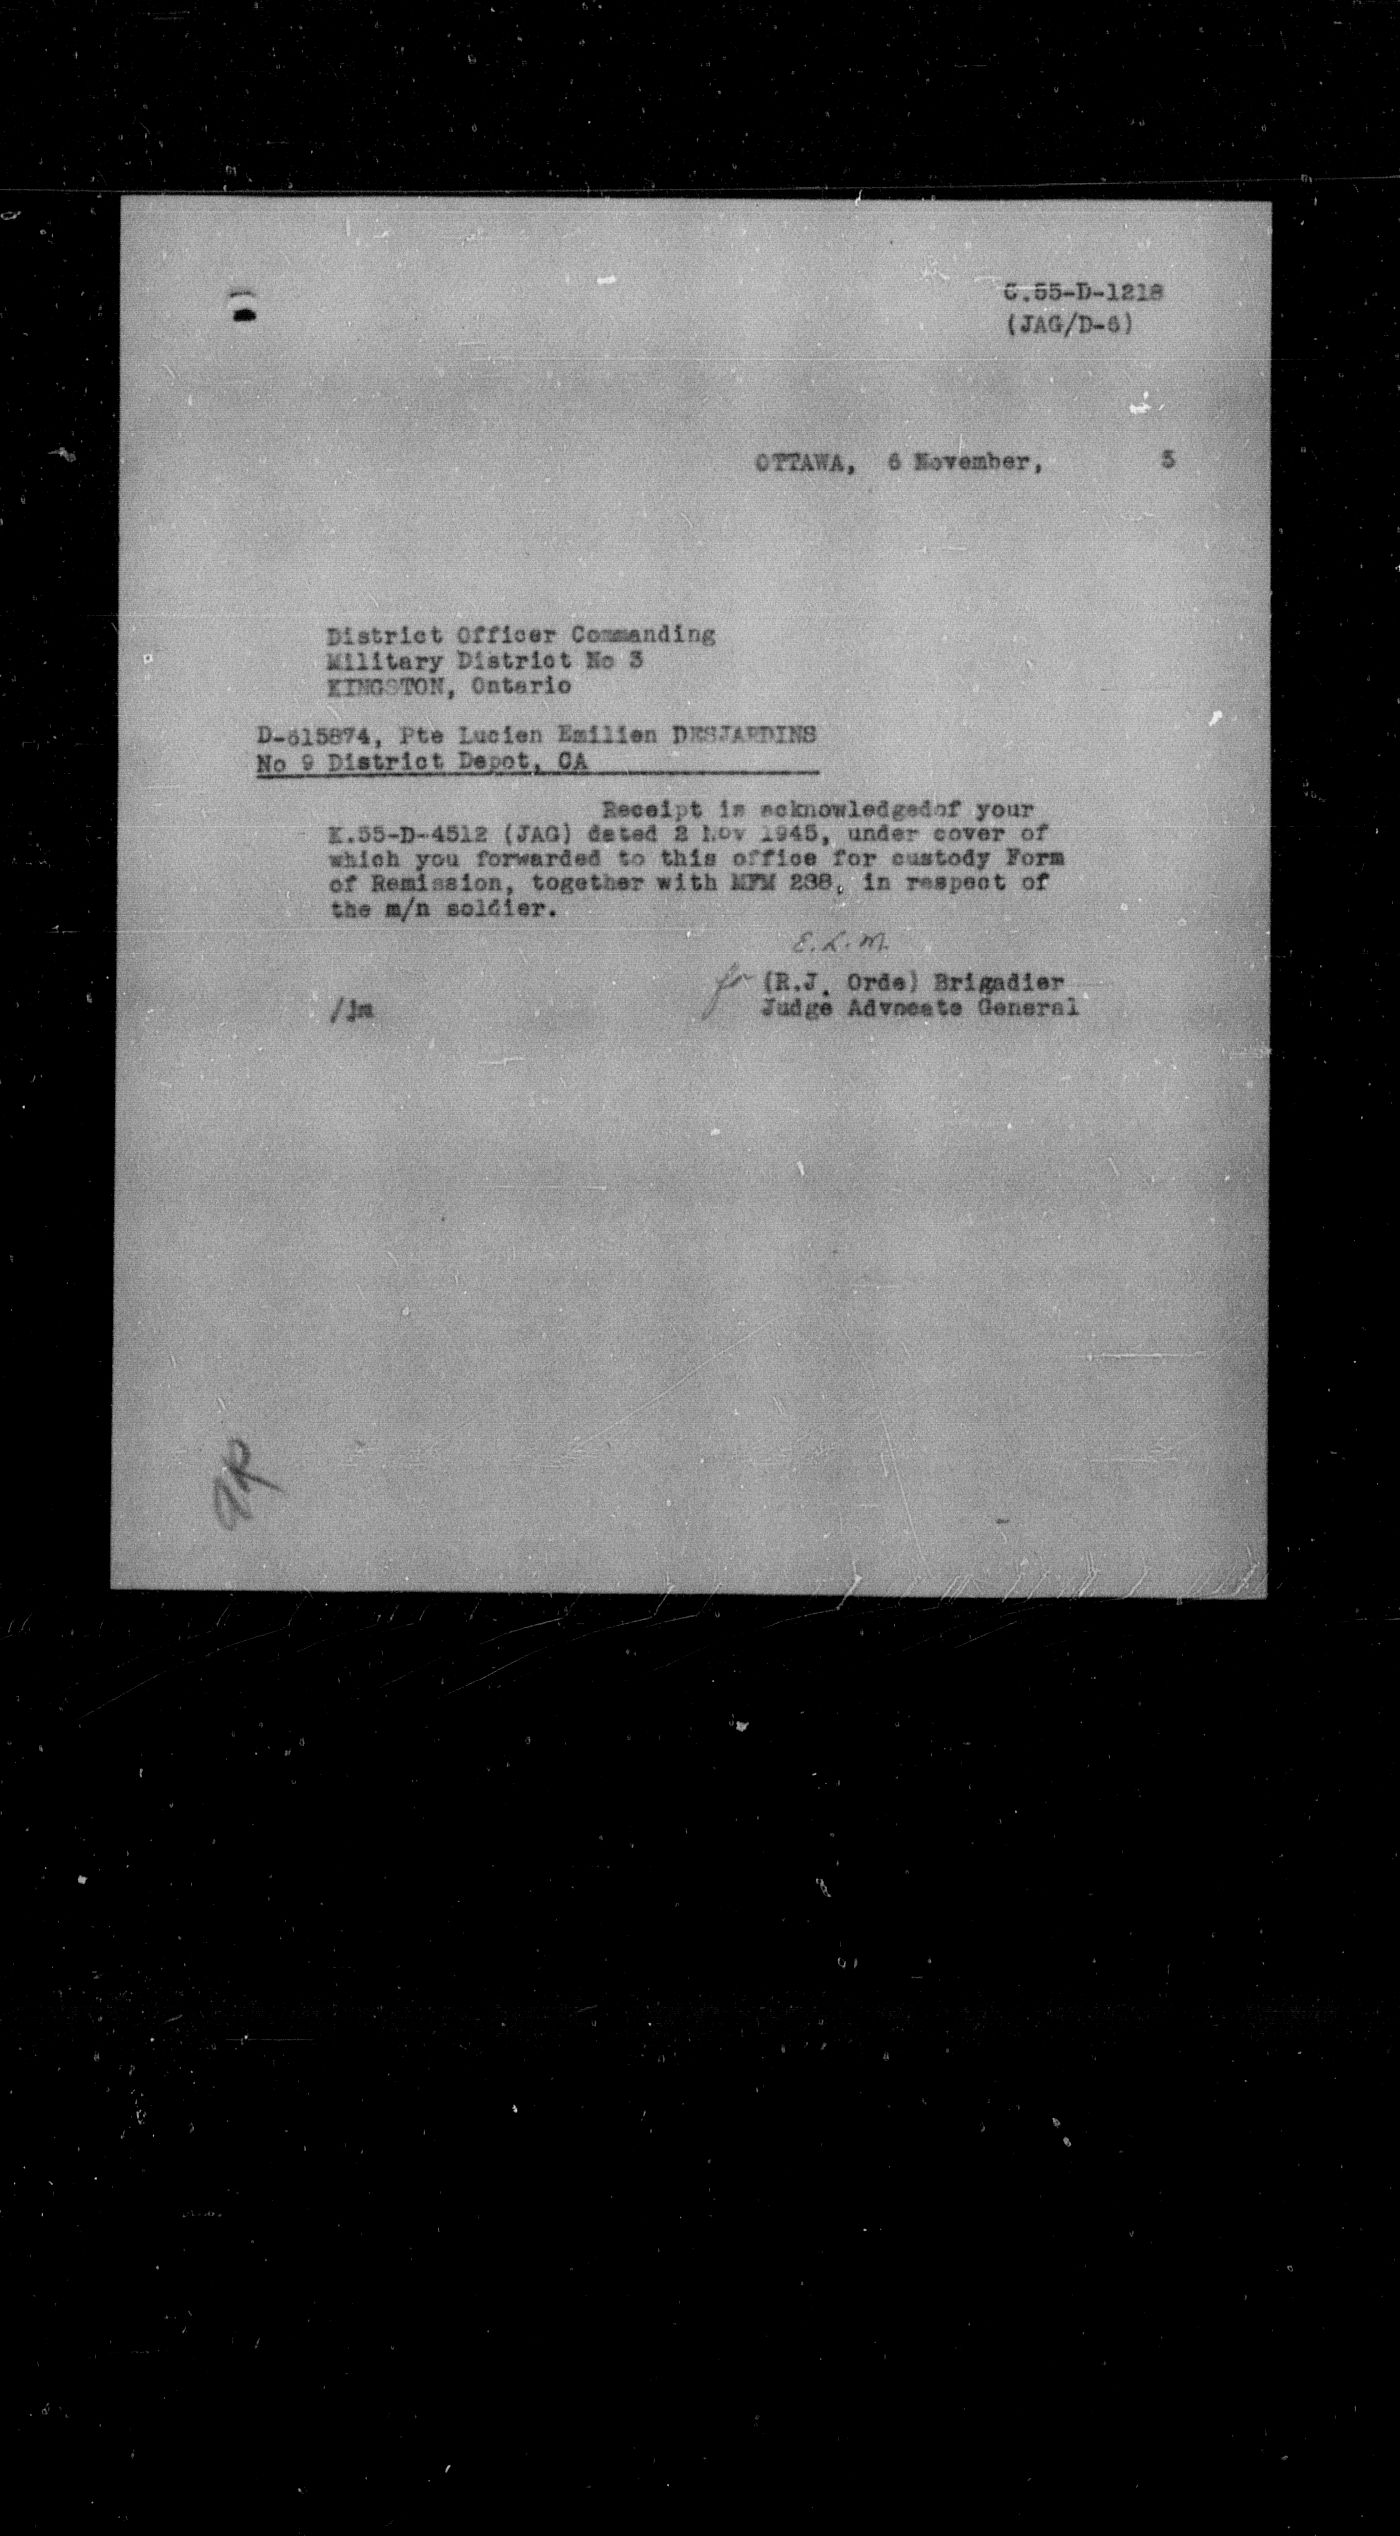 C.55-D-1218
(JAG/D-6)
OTTAWA, 6 November, 5
District Officer Commanding
Military District No 3
KINGSTON, Ontario
D-615874, Pte Lucien Emilien DESJARDINS
No 9 District Depot, CA
Receipt is acknowledgedof your
K.55-D-4512 (JAG) dated 2 Nov 1945, under cover of
which you forwarded to this office for custody Form
of Remission, together with MFM 238, in respect of
the m/n soldier.
E.L.M.
for (R.J. Orde) Brigadier
/jm Judge Advocate General